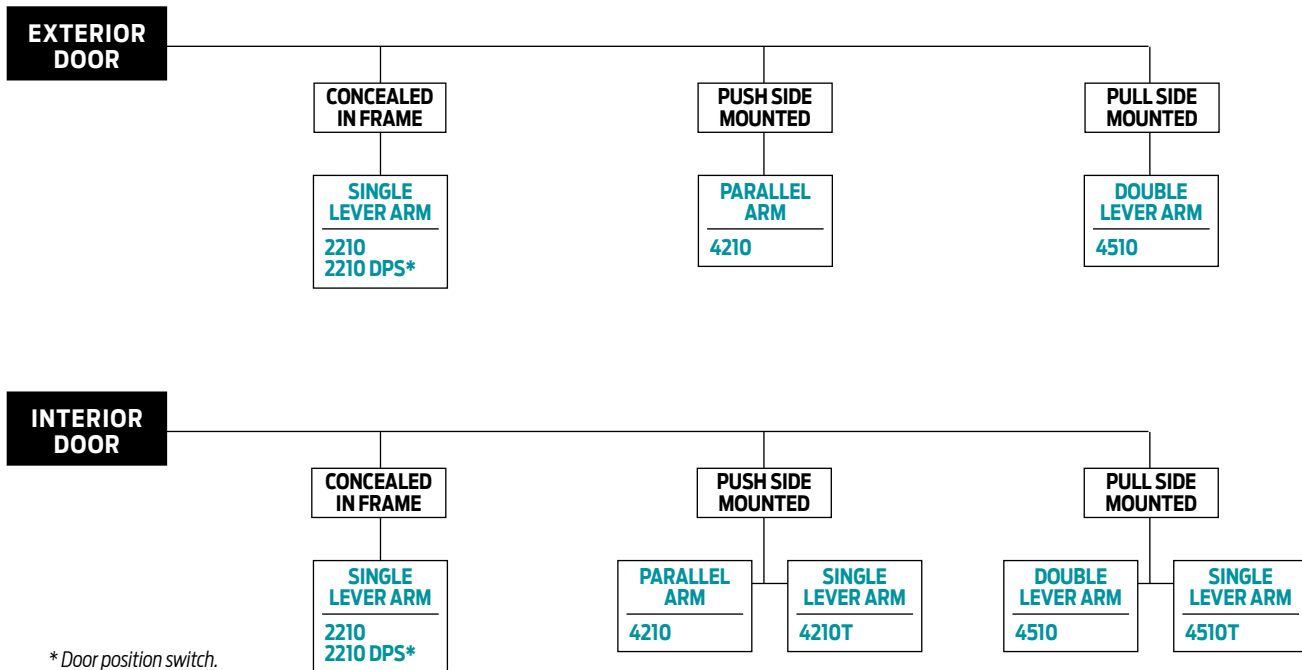 EXTERIOR
DOOR
CONCEALED
IN FRAME
PUSH SIDE
MOUNTED
PULL SIDE
MOUNTED
SINGLE
LEVER ARM
2210
2210 DPS*
PARALLEL
ARM
4210
DOUBLE
LEVER ARM
4510
INTERIOR
DOOR
CONCEALED
IN FRAME
PUSH SIDE
MOUNTED
PULL SIDE
MOUNTED
SINGLE
LEVER ARM
2210
2210 DPS*
PARALLEL
ARM
4210
SINGLE
LEVER ARM
4210T
DOUBLE
LEVER ARM
4510
SINGLE
LEVER ARM
4510T
* Door position switch.